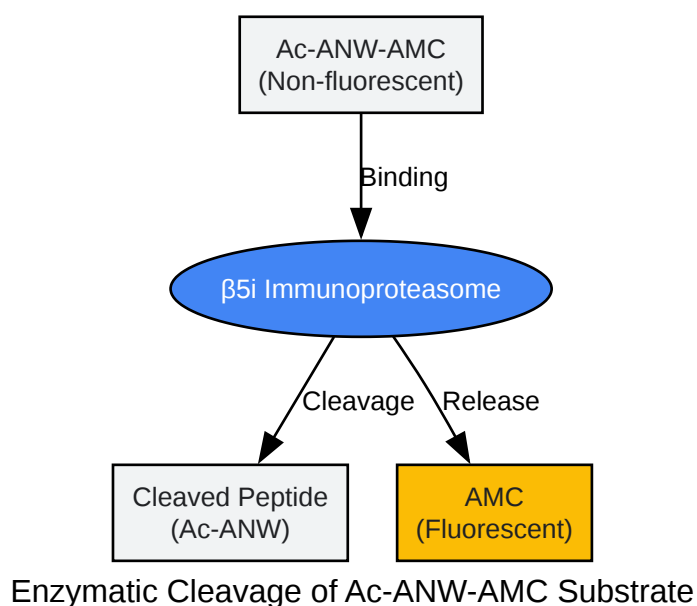 Ac-ANW-AMC
(Non-fluorescent)
Binding
β5i Immunoproteasome
Cleavage
Release
Cleaved Peptide
(Ac-ANW)
AMC
(Fluorescent)
Enzymatic Cleavage of Ac-ANW-AMC Substrate